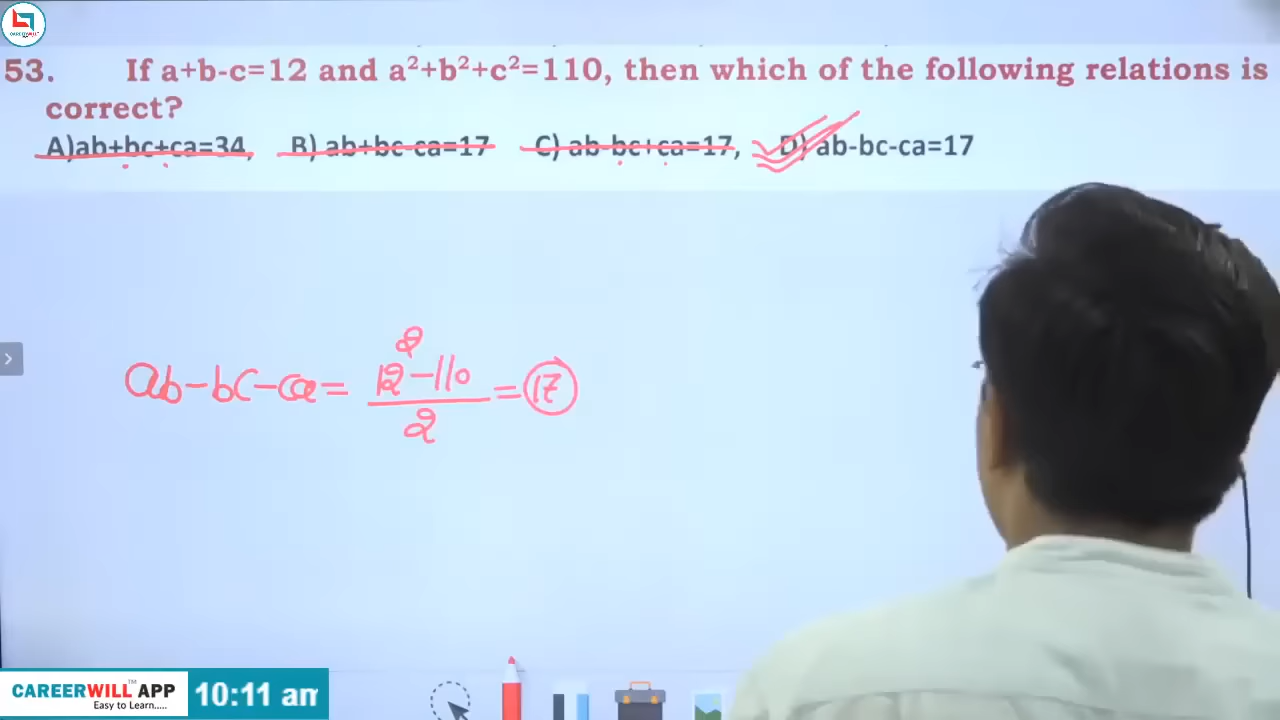 CAREERWILL
53. If a+b-c=12 and a²+b²+c²=110, then which of the following relations is
correct?
A)ab+bc+ca=34, B) ab+bc-ca=17 C) ab-bc+ca=17, D) ab-bc-ca=17
ab-bc-ca= 12²-110/2 = 17
CAREERWILL™ APP
Easy to Learn.....
10:11 am